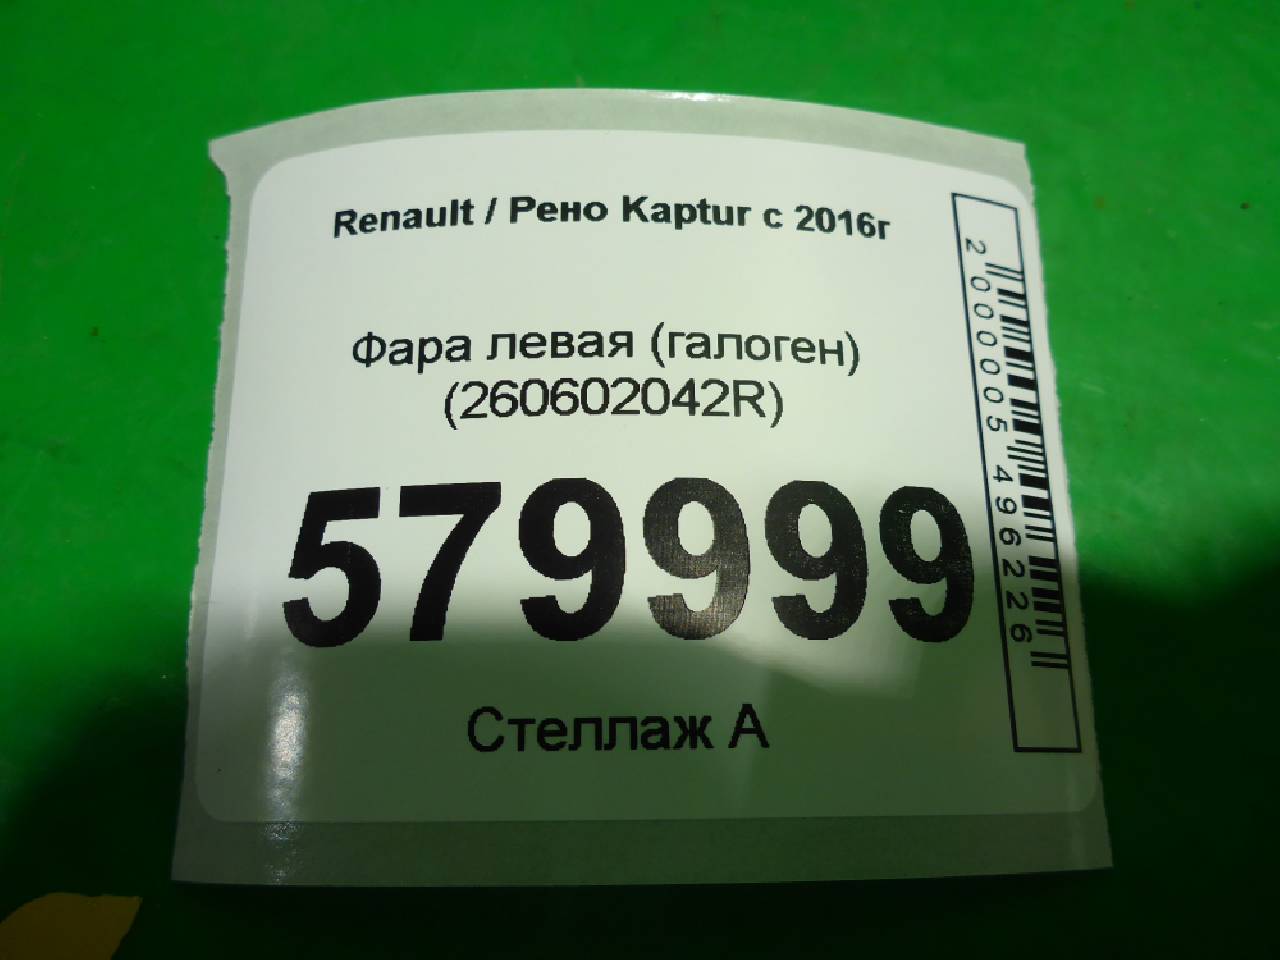 Renault / Рено Kaptur с 2016г
Фара левая (галоген)
(260602042R)
579999
Стеллаж А
2000005496226